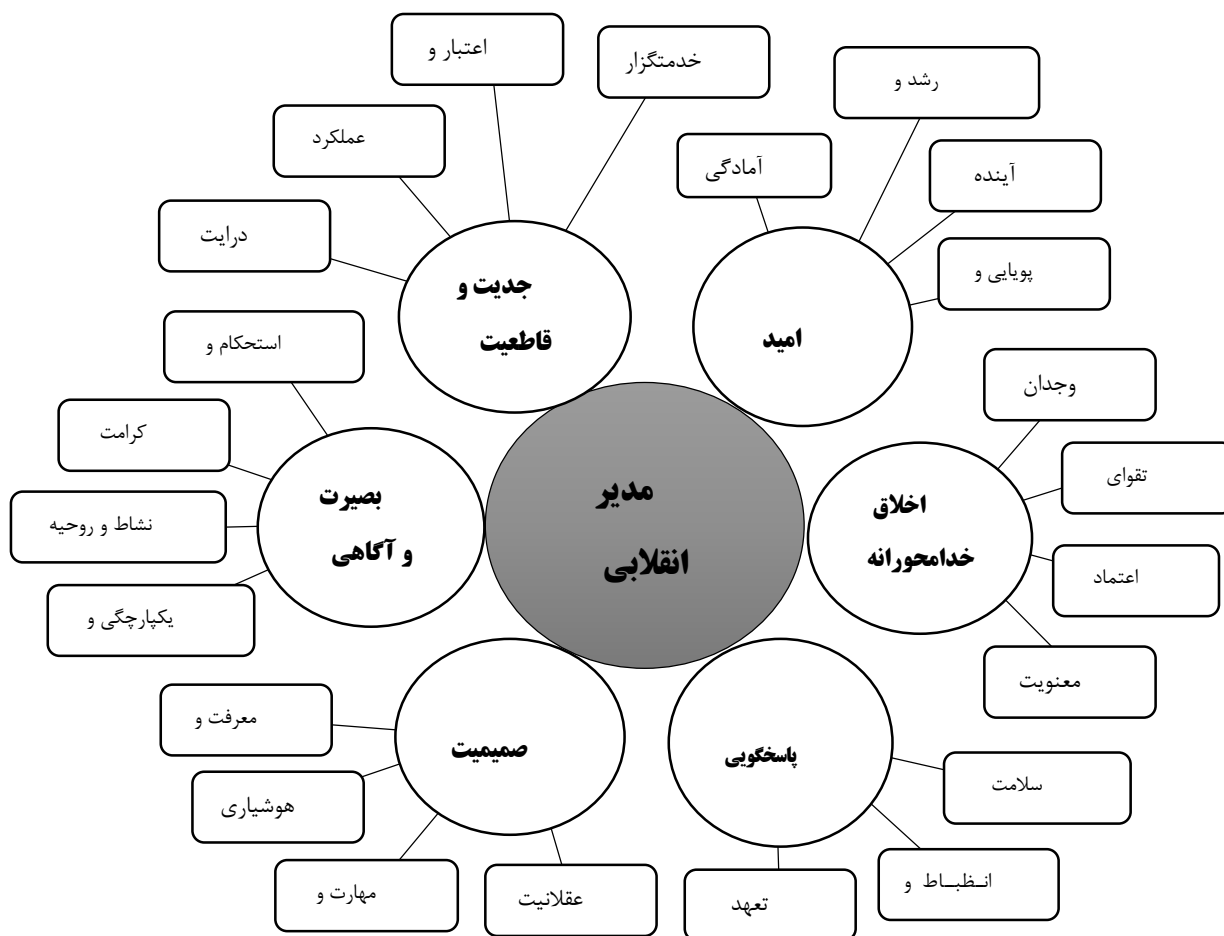 اعتبار و
خدمتگزار
رشد و
عملکرد
آمادگی
آینده
درایت
پویایی و
جدیت و
قاطعیت
امید
استحکام و
وجدان
کرامت
تقوای
نشاط و روحیه
بصیرت
و آگاهی
مدیر
انقلابی
اخلاق
خدامحورانه
اعتماد
یکپارچگی و
معنویت
معرفت و
صمیمیت
پاسخگویی
سلامت
هوشیاری
مهارت و
عقلانیت
تعهد
انـظبــاط و